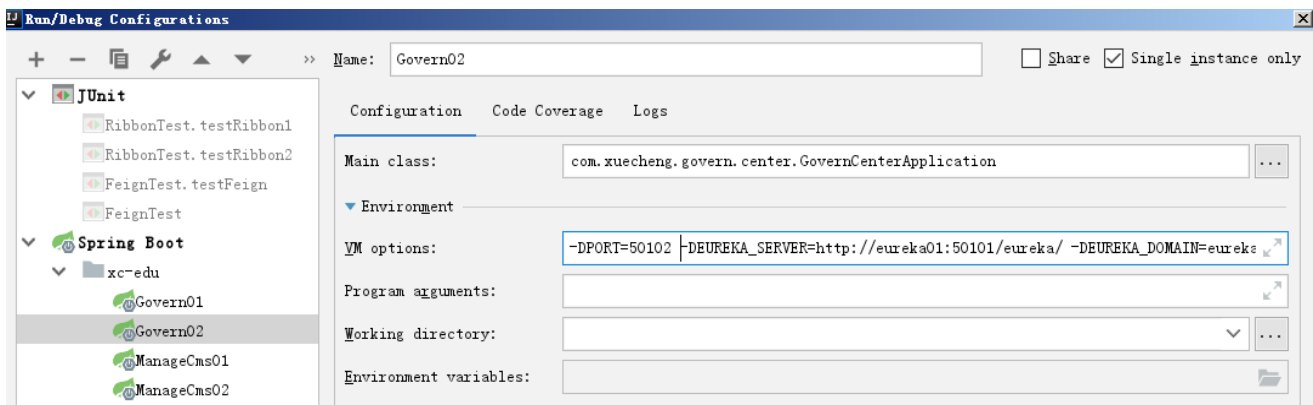 Run/Debug Configurations
Name: Govern02
Share Single instance only
JUnit
RibbonTest.testRibbon1
RibbonTest.testRibbon2
FeignTest.testFeign
FeignTest
Spring Boot
xc-edu
Govern01
Govern02
ManageCms01
ManageCms02
Configuration Code Coverage Logs
Main class: com.xuecheng.govern.center.GovernCenterApplication ...
Environment
VM options: -DPORT=50102 -DEUREKA_SERVER=http://eureka01:50101/eureka/ -DEUREKA_DOMAIN=eureka
Program arguments:
Working directory: ...
Environment variables: